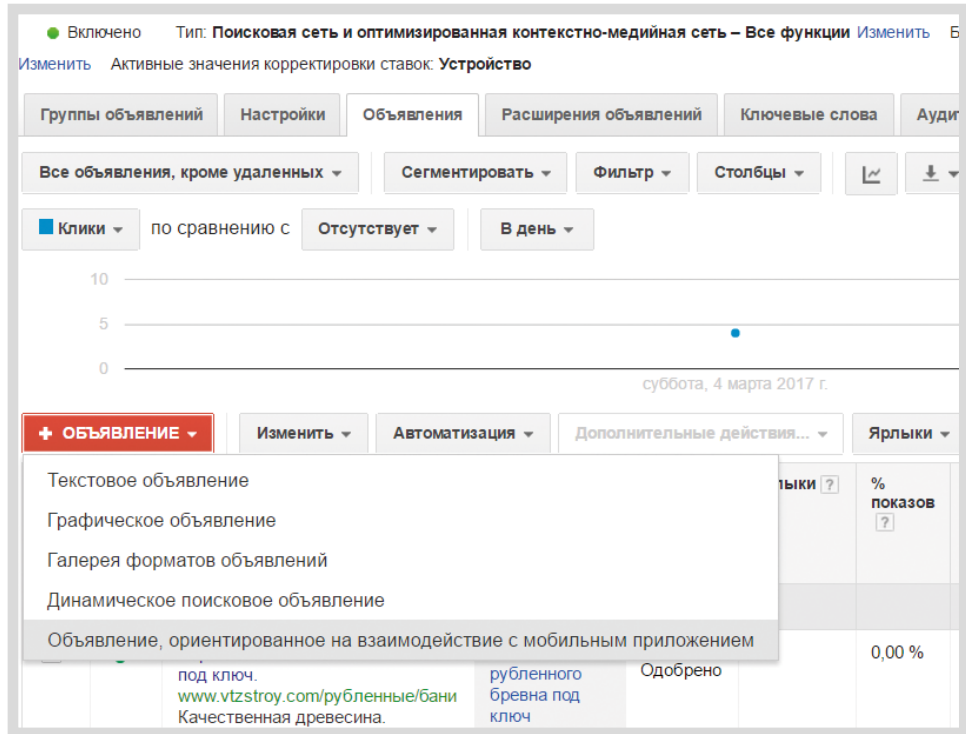 Включено Тип: Поисковая сеть и оптимизированная контекстно-медийная сеть – Все функции Изменить Б
Изменить Активные значения корректировки ставок: Устройство
Группы объявлений Настройки Объявления Расширения объявлений Ключевые слова Ауди
Все объявления, кроме удаленных Сегментировать Фильтр Столбцы
Клики по сравнению с Отсутствует В день
10
5
0
суббота, 4 марта 2017 г.
+ ОБЪЯВЛЕНИЕ Изменить Автоматизация Дополнительные действия... Ярлыки
Текстовое объявление
Графическое объявление
Галерея форматов объявлений
Динамическое поисковое объявление
Объявление, ориентированное на взаимодействие с мобильным приложением
лыки ?
%
показов
?
под ключ.
www.vtzstroy.com/рубленные/бани
Качественная древесина.
рубленного
бревна под
ключ
Одобрено
0,00 %